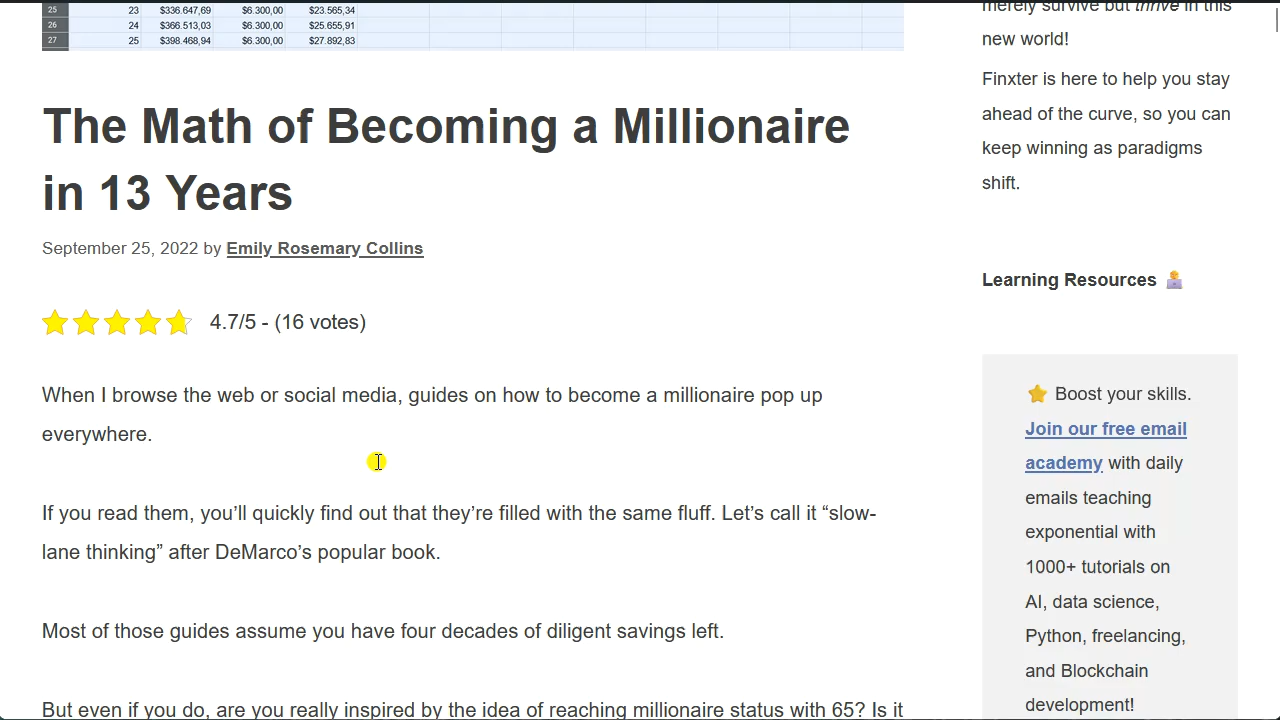 25 23 $336.647,69 $6.300,00 $23.565,34
26 24 $366.513,03 $6.300,00 $25.655,91
27 25 $398.468,94 $6.300,00 $27.892,83
The Math of Becoming a Millionaire
in 13 Years
September 25, 2022 by Emily Rosemary Collins
4.7/5 - (16 votes)
When I browse the web or social media, guides on how to become a millionaire pop up
everywhere.
If you read them, you’ll quickly find out that they’re filled with the same fluff. Let’s call it “slow-
lane thinking” after DeMarco’s popular book.
Most of those guides assume you have four decades of diligent savings left.
But even if you do, are you really inspired by the idea of reaching millionaire status with 65? Is it
merely survive but thrive in this
new world!
Finxter is here to help you stay
ahead of the curve, so you can
keep winning as paradigms
shift.
Learning Resources
Boost your skills.
Join our free email
academy with daily
emails teaching
exponential with
1000+ tutorials on
AI, data science,
Python, freelancing,
and Blockchain
development!